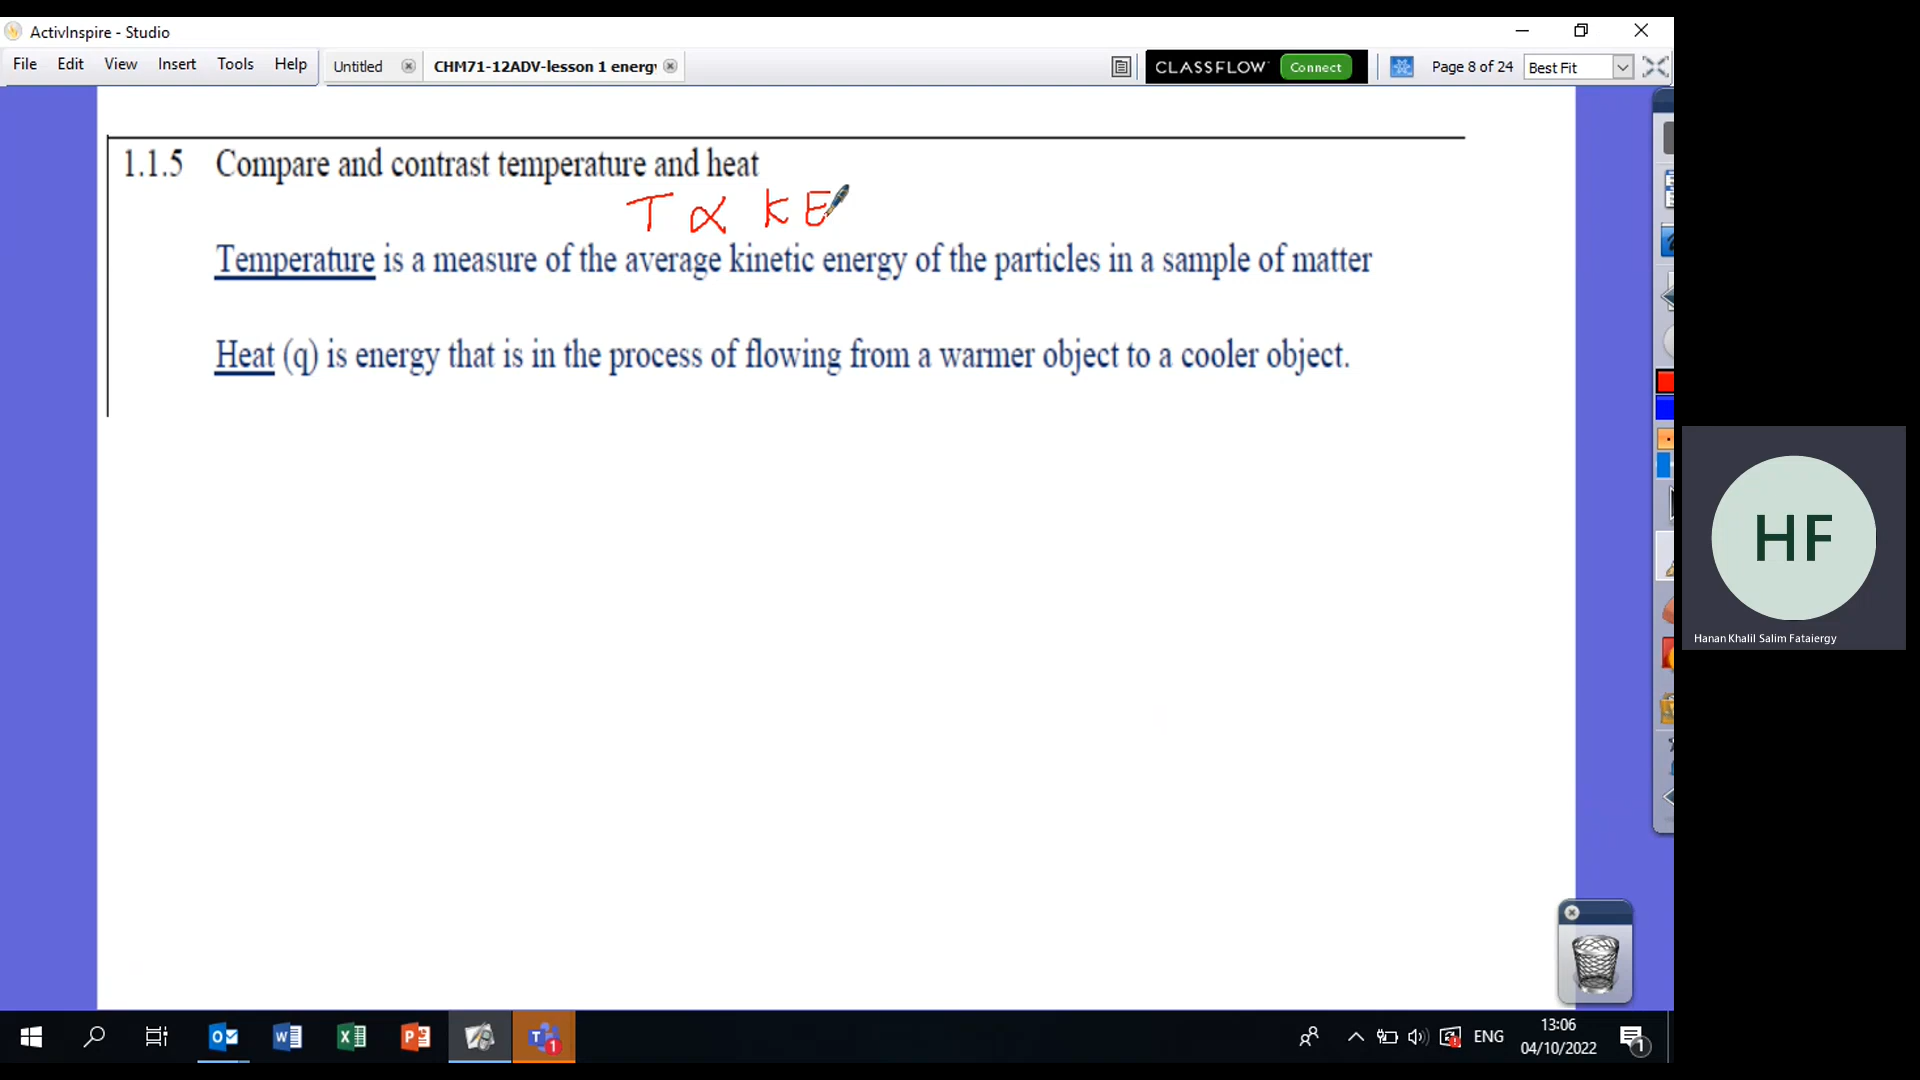 ActivInspire - Studio
File Edit View Insert Tools Help
Untitled
CHM71-12ADV-lesson 1 energy
CLASSFLOW Connect
Page 8 of 24
Best Fit
1.1.5 Compare and contrast temperature and heat
T ∝ KE
Temperature is a measure of the average kinetic energy of the particles in a sample of matter
Heat (q) is energy that is in the process of flowing from a warmer object to a cooler object.
HF
Hanan Khalil Salim Fataiergy
ENG
13:06
04/10/2022
1
1